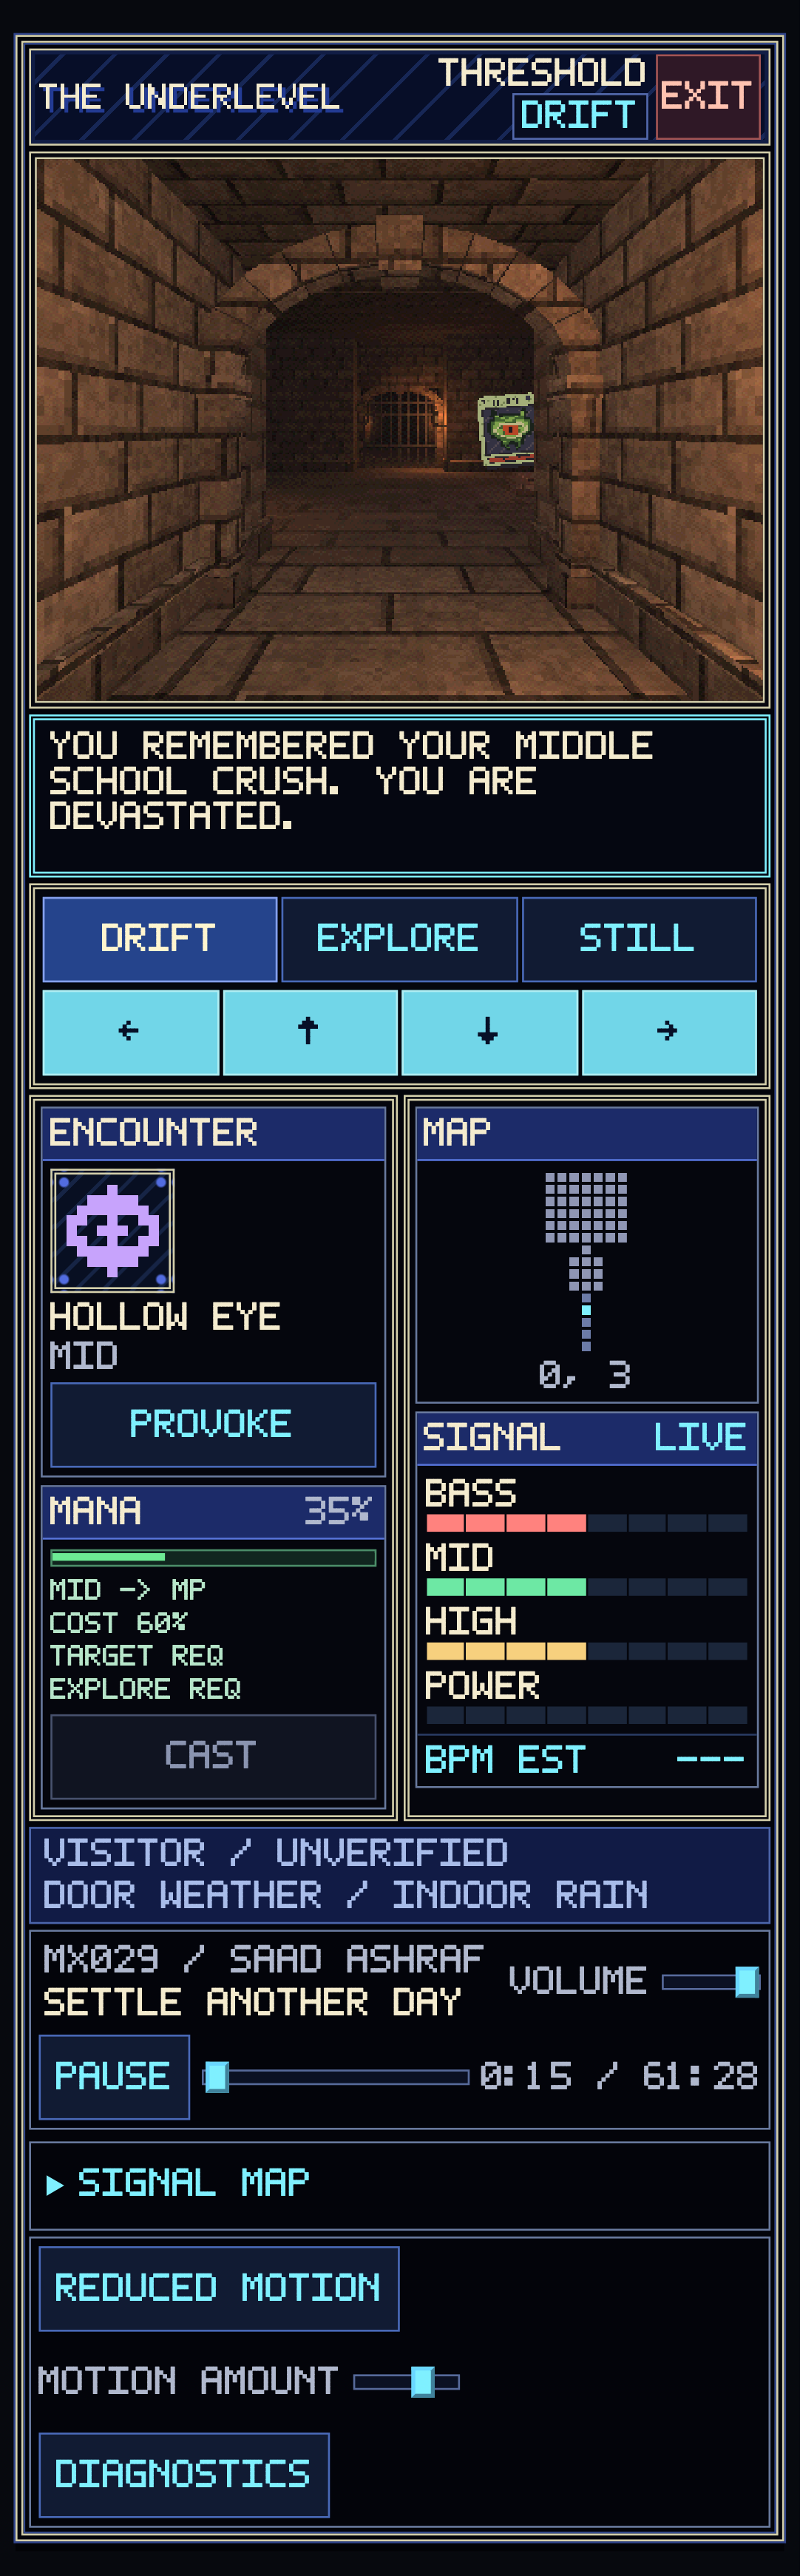 THE UNDERLEVEL
THRESHOLD
DRIFT
EXIT
YOU REMEMBERED YOUR MIDDLE
SCHOOL CRUSH. YOU ARE
DEVASTATED.
DRIFT
EXPLORE
STILL
← ↑ ↓ →
ENCOUNTER
HOLLOW EYE
MID
PROVOKE
MANA 35%
MID -> MP
COST 60%
TARGET REQ
EXPLORE REQ
CAST
MAP
0, 3
SIGNAL LIVE
BASS
MID
HIGH
POWER
BPM EST ---
VISITOR / UNVERIFIED
DOOR WEATHER / INDOOR RAIN
MX029 / SAAD ASHRAF
SETTLE ANOTHER DAY
VOLUME
PAUSE
0:15 / 61:28
▶ SIGNAL MAP
REDUCED MOTION
MOTION AMOUNT
DIAGNOSTICS